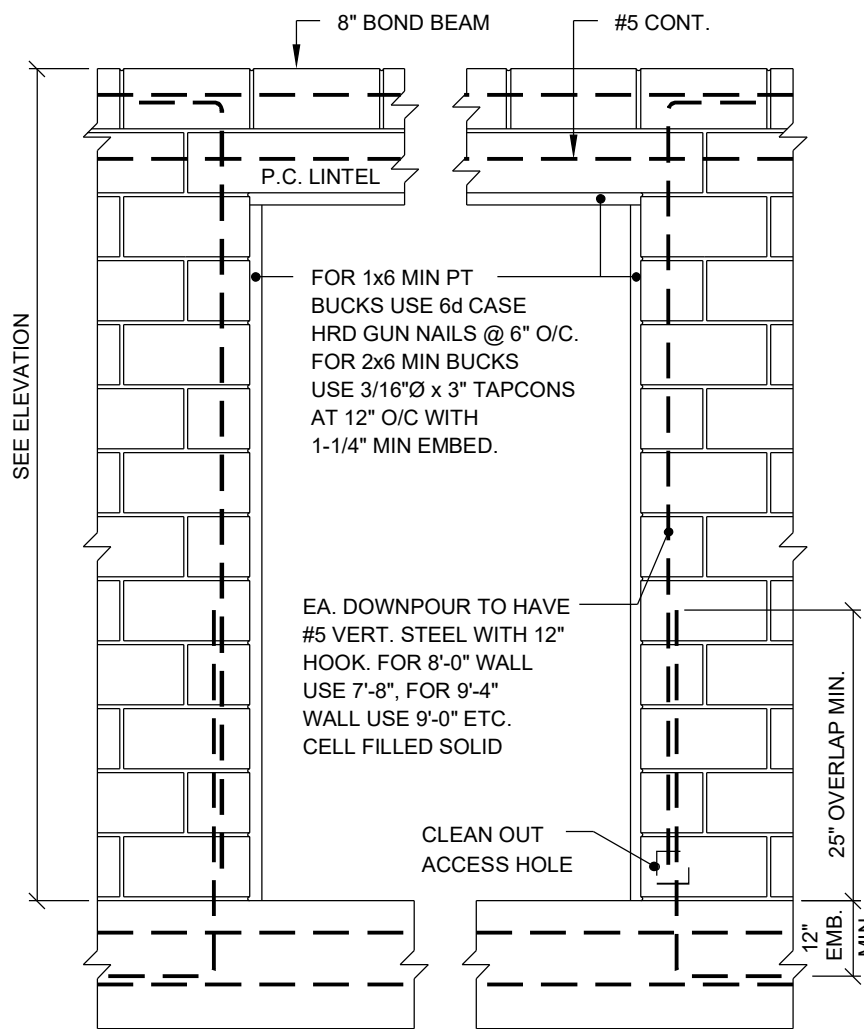 8" BOND BEAM
#5 CONT.
P.C. LINTEL
SEE ELEVATION
FOR 1x6 MIN PT
BUCKS USE 6d CASE
HRD GUN NAILS @ 6" O/C.
FOR 2x6 MIN BUCKS
USE 3/16"Ø x 3" TAPCONS
AT 12" O/C WITH
1-1/4" MIN EMBED.
EA. DOWNPOUR TO HAVE
#5 VERT. STEEL WITH 12"
HOOK. FOR 8'-0" WALL
USE 7'-8", FOR 9'-4"
WALL USE 9'-0" ETC.
CELL FILLED SOLID
25" OVERLAP MIN.
CLEAN OUT
ACCESS HOLE
12"
EMB.
MIN